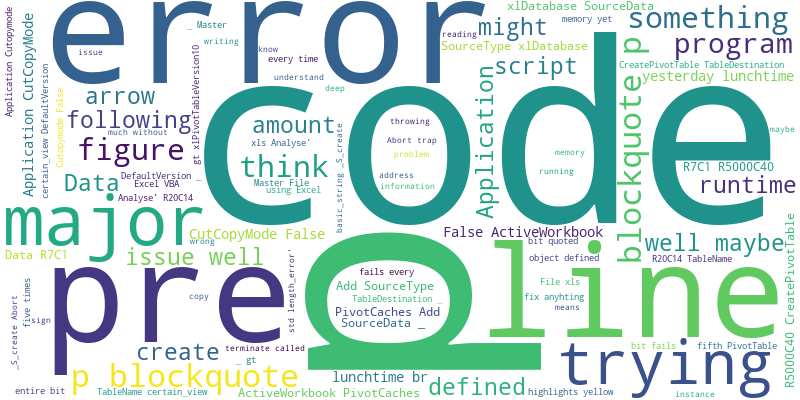 error
code
pre
p
line
major
trying
figure
following
arrow
Data
think
amount
script
might
something
program
runtime
well maybe
yesterday lunchtime
blockquote p
Application
Application CutCopyMode
Application Cutcopymode
certain_view DefaultVersion
Cutcopymode False
issue
_ Master
writing
know
every time
understand
deep
gt xlPivotTableVersion10
much without
DefaultVersion _
Excel VBA
Analyse' R20C14
xls Analyse'
Master File
using Excel
basic_string _S_create
throwing
Abort trap
problem
address
information
reading
memory yet
xlDatabase SourceData
SourceType xlDatabase
CreatePivotTable TableDestination
memory
running
maybe
R7C1 R5000C40
R20C14 TableName
CutCopyMode False
wrong
issue well
Data R7C1
False ActiveWorkbook
bit quoted
object defined
File xls
fix anyhting
means
fails every
Add SourceType
TableDestination _
PivotCaches Add
SourceData _
std length_error'
copy
sign
five times
_S_create Abort
create
terminate called
_ gt
p blockquote
entire bit
TableName certain_view
lunchtime br
ActiveWorkbook PivotCaches
defined
highlights yellow
instance
bit fails
fifth PivotTable
R5000C40 CreatePivotTable